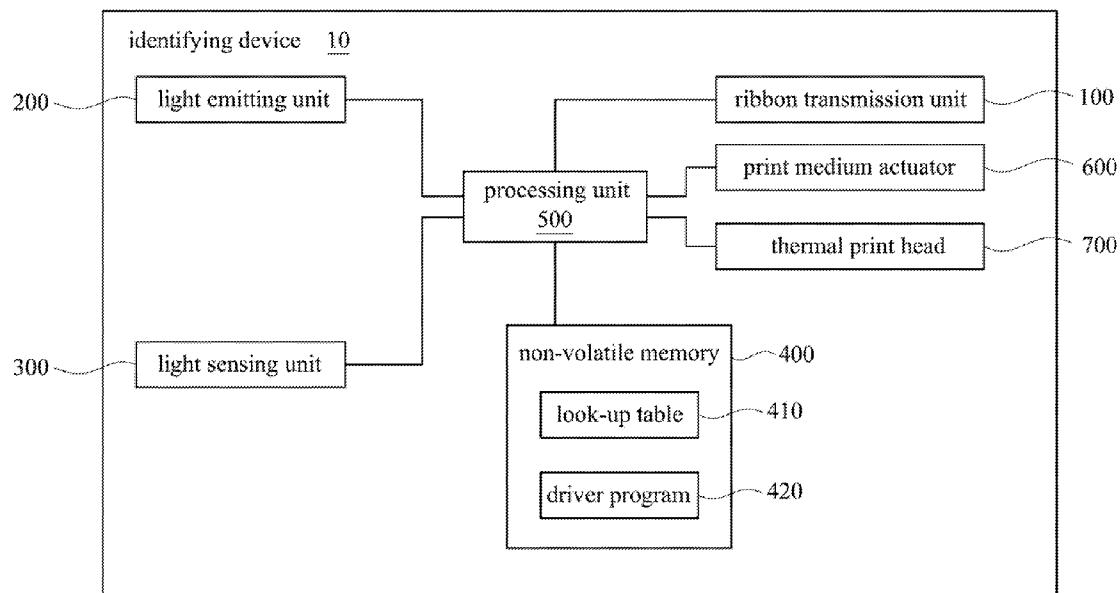 identifying device 10
200 light emitting unit
ribbon transmission unit 100
print medium actuator 600
processing unit
500
thermal print head 700
300 light sensing unit
non-volatile memory 400
look-up table 410
driver program 420